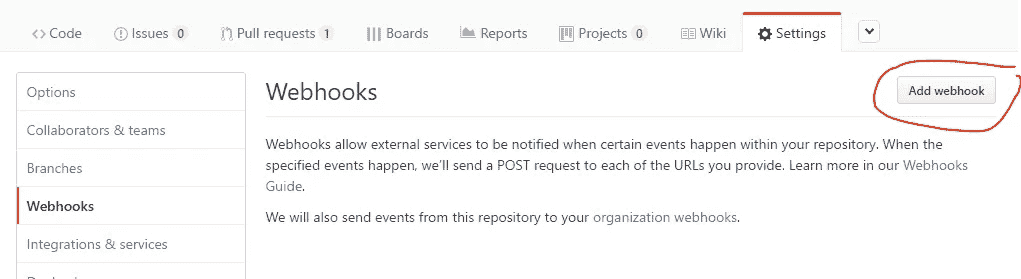 Code Issues 0 Pull requests 1 Boards Reports Projects 0 Wiki Settings
Options
Collaborators & teams
Branches
Webhooks
Integrations & services
Webhooks
Add webhook
Webhooks allow external services to be notified when certain events happen within your repository. When the
specified events happen, we'll send a POST request to each of the URLs you provide. Learn more in our Webhooks
Guide.
We will also send events from this repository to your organization webhooks.